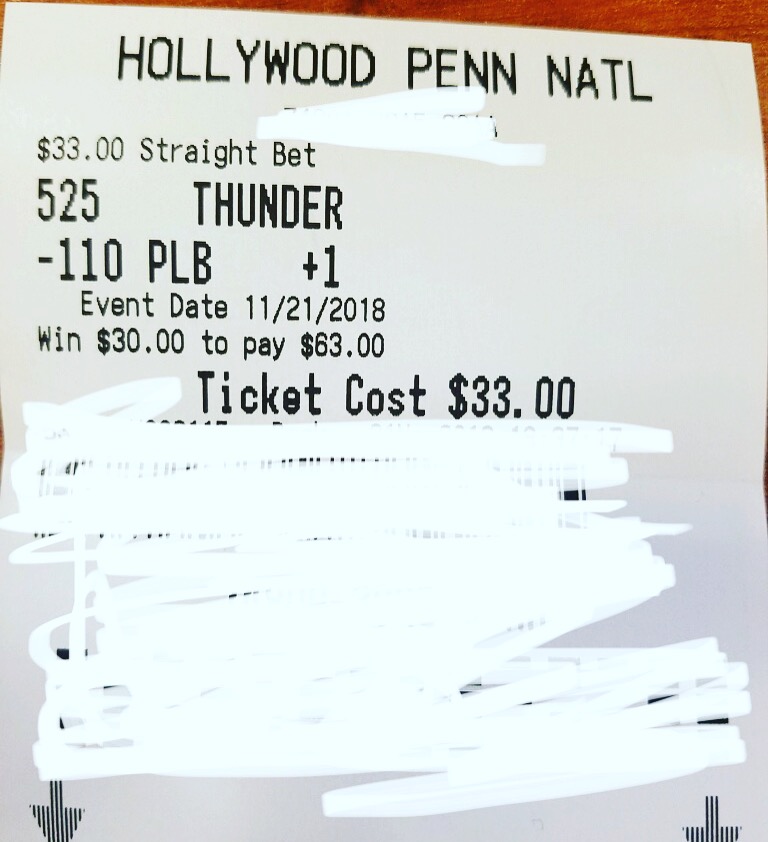 HOLLYWOOD PENN NATL
$33.00 Straight Bet
525 THUNDER
-110 PLB +1
Event Date 11/21/2018
Win $30.00 to pay $63.00
Ticket Cost $33.00